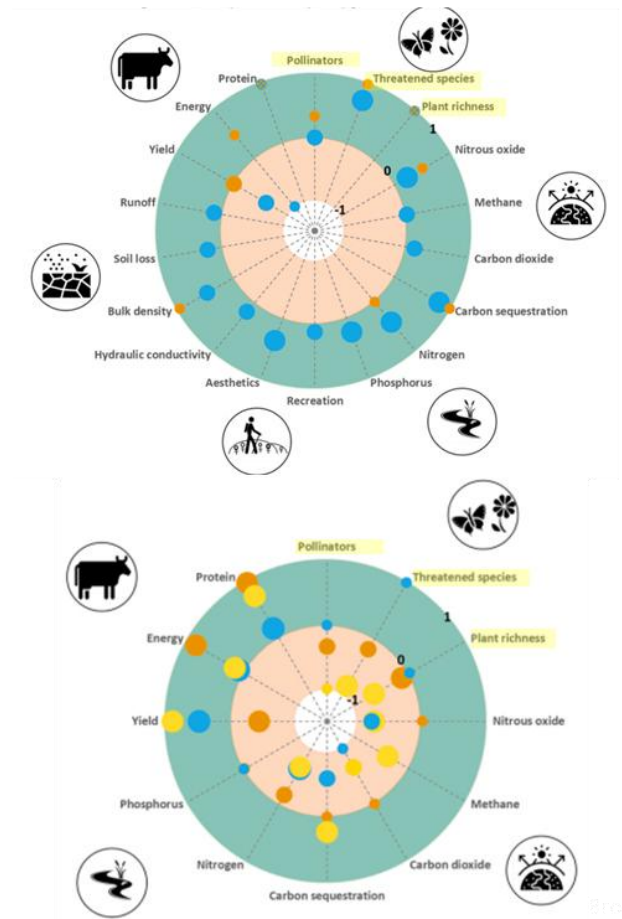 Pollinators
Protein
Threatened species
Energy
Plant richness
1
Yield
Nitrous oxide
0
Runoff
Methane
-1
Soil loss
Carbon dioxide
Bulk density
Carbon sequestration
Hydraulic conductivity
Nitrogen
Aesthetics
Phosphorus
Recreation
Pollinators
Protein
Threatened species
1
Energy
Plant richness
0
-1
Yield
Nitrous oxide
Phosphorus
Methane
Nitrogen
Carbon dioxide
Carbon sequestration